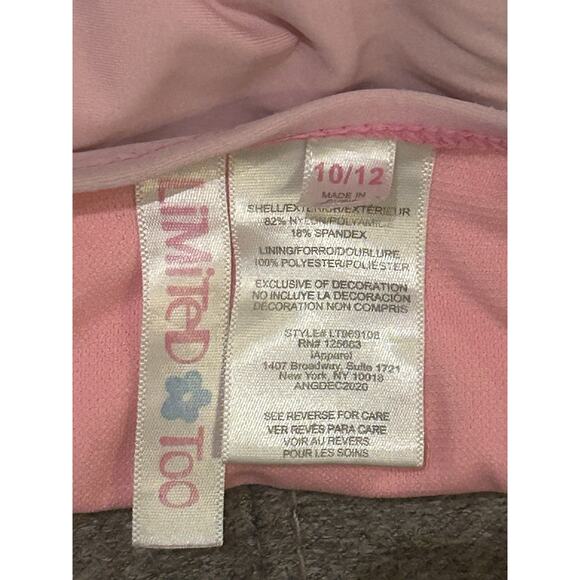 LiMiTeD TOO
10/12
MADE IN
SHELL/EXTERIOR/EXTÉRIEUR
82% NYLON/POLYAMIDE
18% SPANDEX
LINING/FORRO/DOUBLURE
100% POLYESTER/POLIÉSTER
EXCLUSIVE OF DECORATION
NO INCLUYE LA DECORACIÓN
DÉCORATION NON COMPRIS
STYLE# LT969108
RN# 125663
iApparel
1407 Broadway, Suite 1721
New York, NY 10018
ANGDEC2020
SEE REVERSE FOR CARE
VER REVÉS PARA CARE
VOIR AU REVERS
POUR LES SOINS